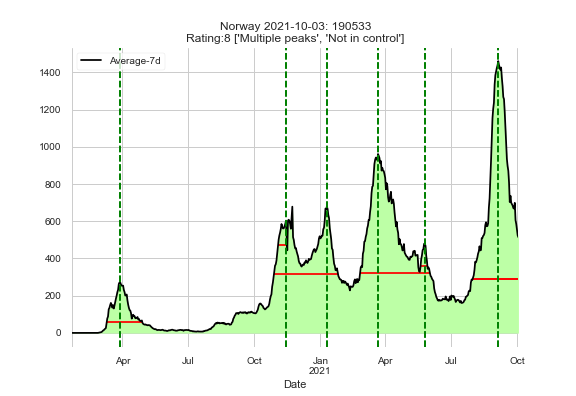 Norway 2021-10-03: 190533
Rating:8 ['Multiple peaks', 'Not in control']
Average-7d
1400
1200
1000
800
600
400
200
0
Apr Jul Oct Jan Apr Jul Oct
2021
Date